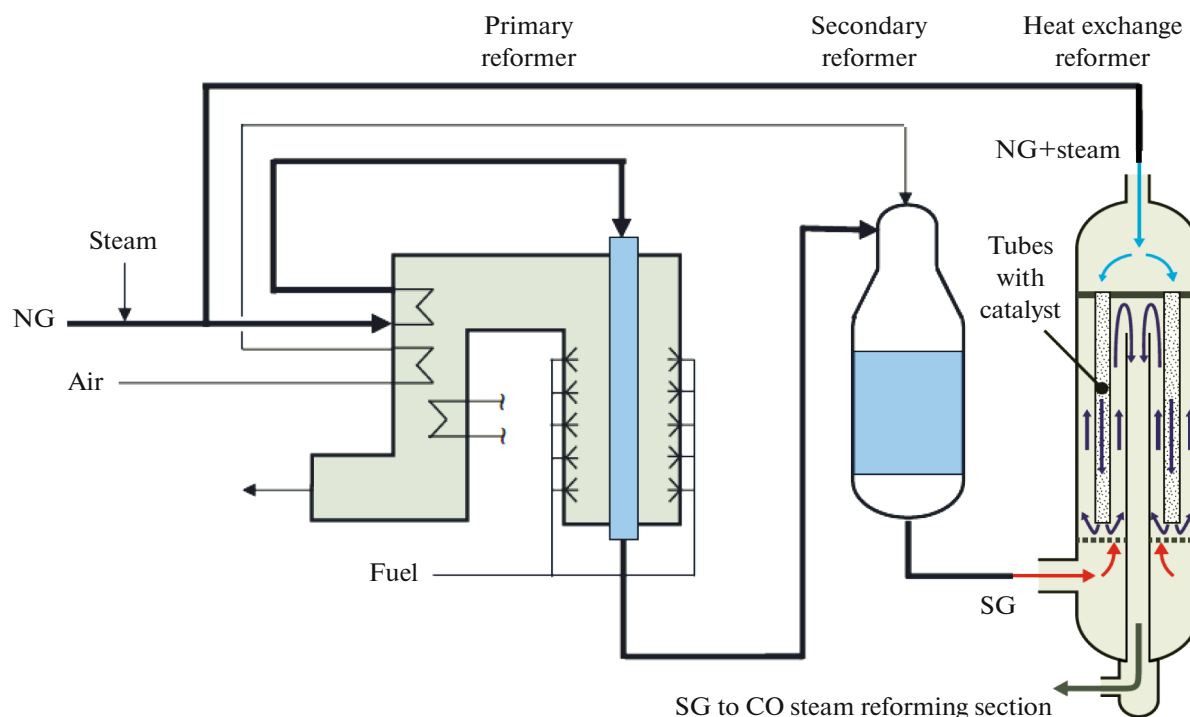 Primary
reformer
Secondary
reformer
Heat exchange
reformer
NG+steam
Steam
Tubes
with
catalyst
NG
Air
Fuel
SG
SG to CO steam reforming section